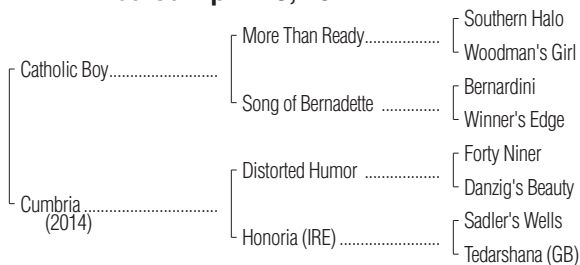 Southern Halo
More Than Ready
Woodman's Girl
Catholic Boy
Bernardini
Song of Bernadette
Winner's Edge
Forty Niner
Distorted Humor
Danzig's Beauty
Cumbria
(2014)
Sadler's Wells
Honoria (IRE)
Tedarshana (GB)